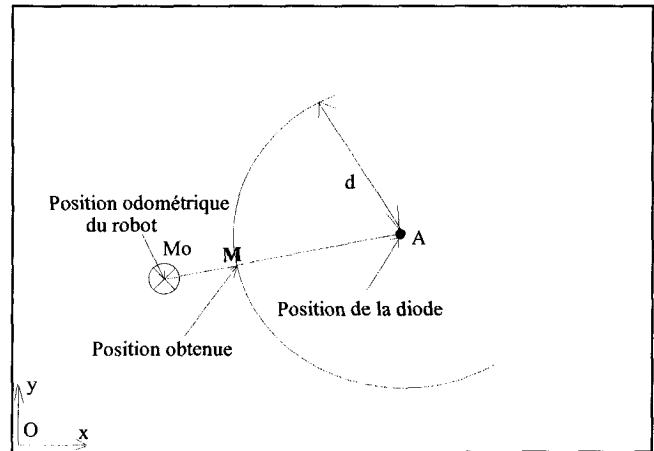 d
Position odométrique
du robot
Mo
M
A
Position de la diode
Position obtenue
y
O
x